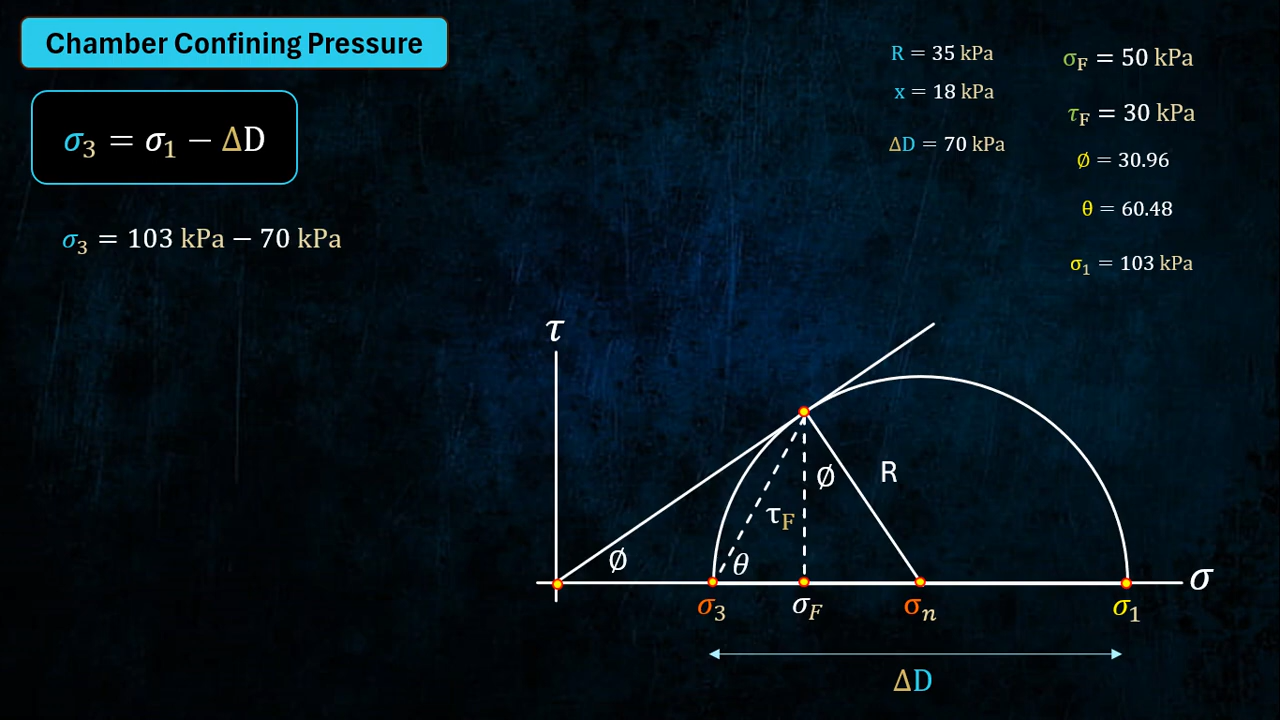 Chamber Confining Pressure
σ₃ = σ₁ − ΔD
σ₃ = 103 kPa − 70 kPa
R = 35 kPa
x = 18 kPa
ΔD = 70 kPa
σF = 50 kPa
τF = 30 kPa
∅ = 30.96
θ = 60.48
σ₁ = 103 kPa
τ
∅
R
τF
∅
θ
σ
σ₃
σF
σn
σ₁
ΔD